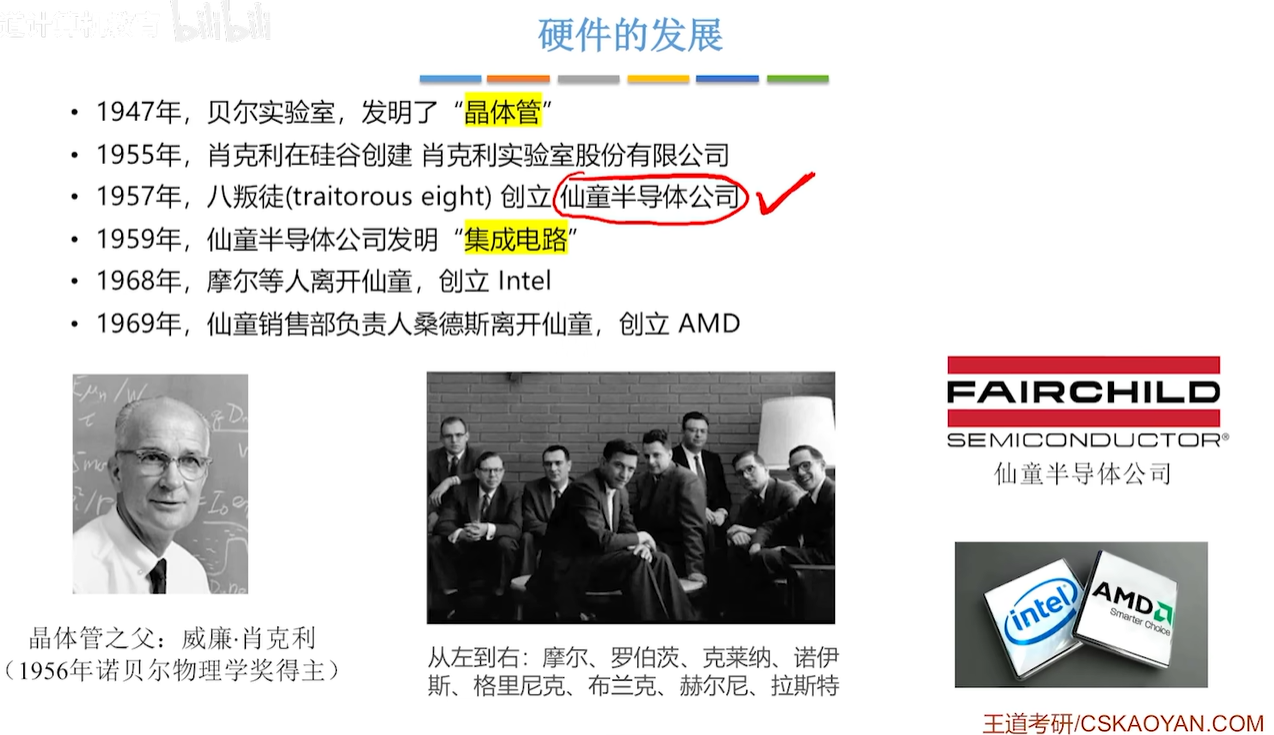 道计算机教育 bilibili
硬件的发展
• 1947年，贝尔实验室，发明了“晶体管”
• 1955年，肖克利在硅谷创建 肖克利实验室股份有限公司
• 1957年，八叛徒(traitorous eight) 创立 仙童半导体公司
• 1959年，仙童半导体公司发明“集成电路”
• 1968年，摩尔等人离开仙童，创立 Intel
• 1969年，仙童销售部负责人桑德斯离开仙童，创立 AMD
FAIRCHILD
SEMICONDUCTOR®
仙童半导体公司
intel
AMD
Smarter Choice
晶体管之父：威廉·肖克利
（1956年诺贝尔物理学奖得主）
从左到右：摩尔、罗伯茨、克莱纳、诺伊
斯、格里尼克、布兰克、赫尔尼、拉斯特
王道考研/CSKAOYAN.COM